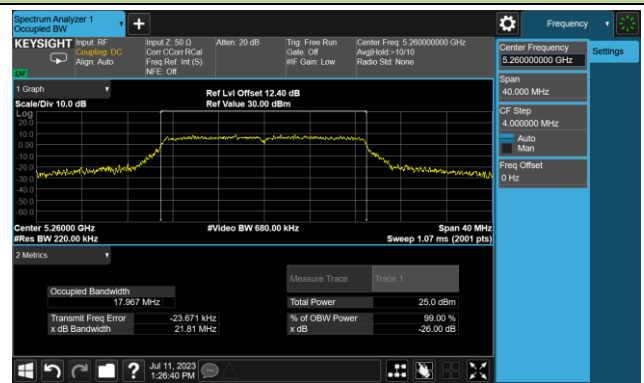 Spectrum Analyzer 1
Occupied BW
+
Frequency
KEYSIGHT
Input: RF
Coupling: DC
Align: Auto
Input Z: 50 Ω
Corr CCorr RCal
Freq Ref: Int (S)
NFE: Off
Atten: 20 dB
Trig: Free Run
Gate: Off
#IF Gain: Low
Center Freq: 5.260000000 GHz
Avg|Hold:>10/10
Radio Std: None
Center Frequency
5.260000000 GHz
Settings
Span
40.000 MHz
CF Step
4.000000 MHz
Auto
Man
Freq Offset
0 Hz
1 Graph
Scale/Div 10.0 dB
Ref Lvl Offset 12.40 dB
Ref Value 30.00 dBm
Log
20.0
10.0
0.00
-10.0
-20.0
-30.0
-40.0
-50.0
-60.0
Center 5.26000 GHz
#Res BW 220.00 kHz
#Video BW 680.00 kHz
Span 40 MHz
Sweep 1.07 ms (2001 pts)
2 Metrics
Measure Trace
Trace 1
Occupied Bandwidth
17.967 MHz
Total Power
25.0 dBm
Transmit Freq Error
-23.671 kHz
% of OBW Power
99.00 %
x dB Bandwidth
21.81 MHz
x dB
-26.00 dB
?
Jul 11, 2023
1:26:40 PM